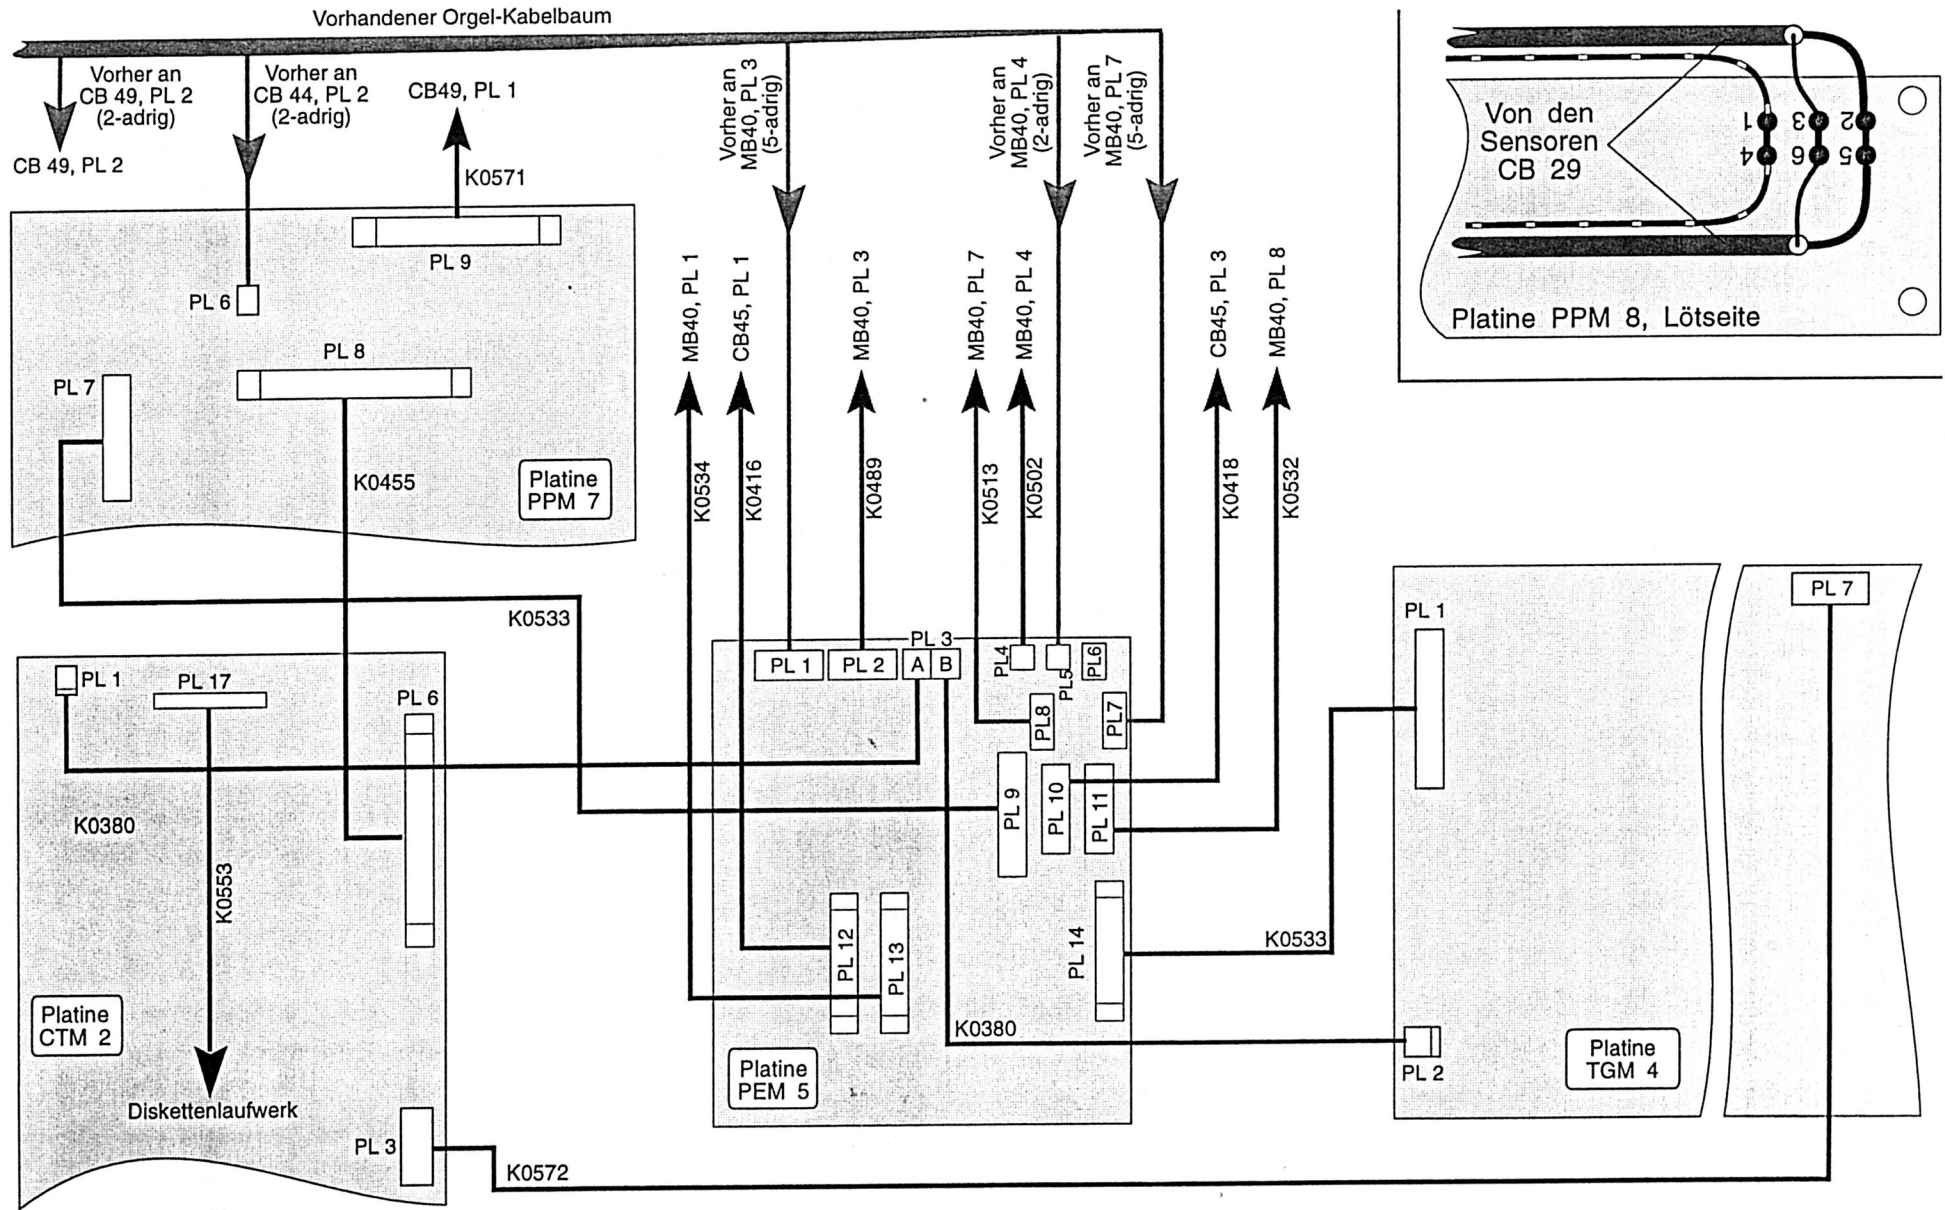 Vorhandener Orgel-Kabelbaum
Vorher an
CB 49, PL 2
(2-adrig)
CB 49, PL 2
Vorher an
CB 44, PL 2
(2-adrig)
CB49, PL 1
K0571
Vorher an
MB40, PL 3
(5-adrig)
Vorher an
MB40, PL 4
(2-adrig)
Vorher an
MB40, PL 7
(5-adrig)
Von den
Sensoren
CB 29
1 3 2
4 6 5
Platine PPM 8, Lötseite
PL 9
PL 6
PL 8
PL 7
K0455
Platine
PPM 7
MB40, PL 1
CB45, PL 1
MB40, PL 3
MB40, PL 7
MB40, PL 4
CB45, PL 3
MB40, PL 8
K0534
K0416
K0489
K0513
K0502
K0418
K0532
K0533
PL 1
PL 17
PL 6
K0380
K0553
Platine
CTM 2
Diskettenlaufwerk
PL 3
K0572
PL 3
PL 1
PL 2
A
B
PL4
PL5
PL6
PL8
PL7
PL 9
PL 10
PL 11
PL 12
PL 13
PL 14
K0380
K0533
Platine
PEM 5
PL 1
PL 7
PL 2
Platine
TGM 4